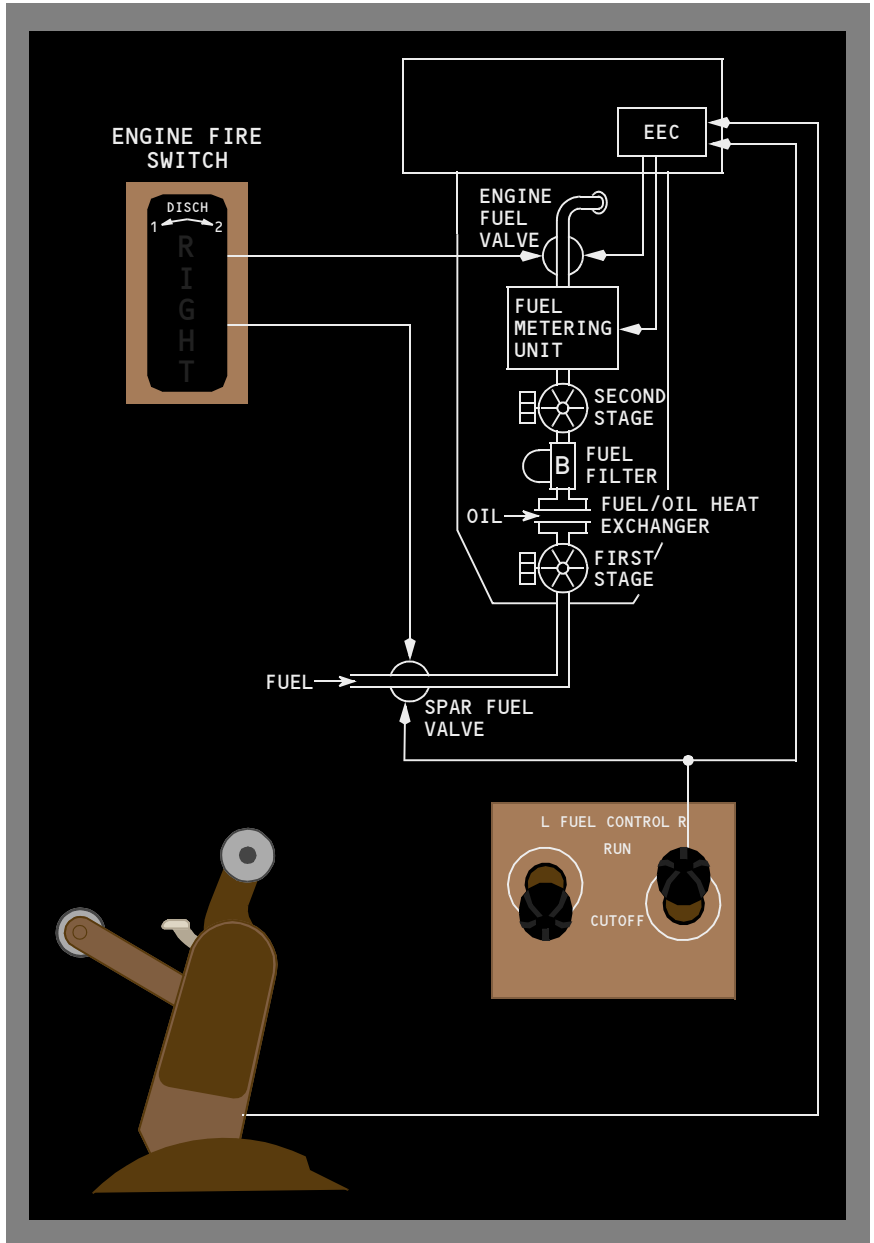 EEC
ENGINE FIRE
SWITCH
DISCH
1 2
R
I
G
H
T
ENGINE
FUEL
VALVE
FUEL
METERING
UNIT
SECOND
STAGE
B
FUEL
FILTER
OIL
FUEL/OIL HEAT
EXCHANGER
FIRST
STAGE
FUEL
SPAR FUEL
VALVE
L FUEL CONTROL R
RUN
CUTOFF